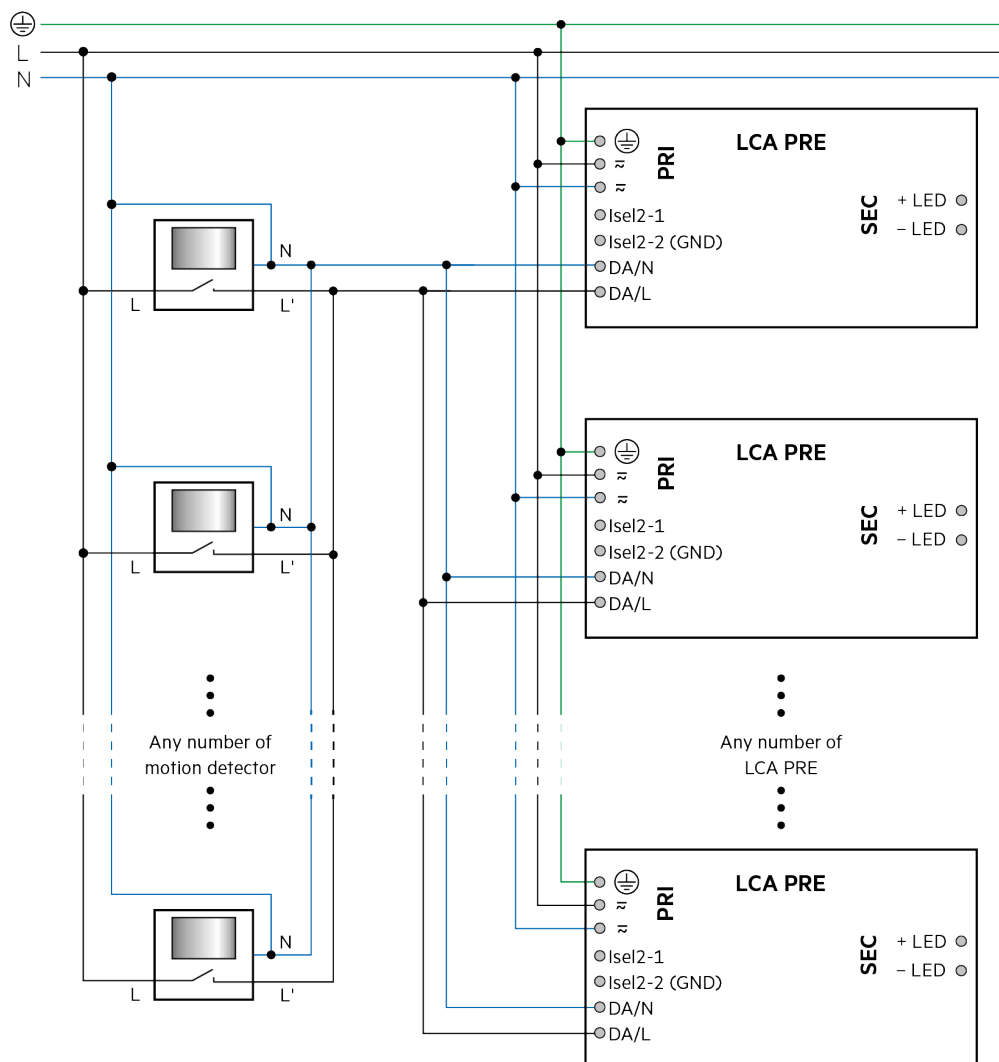 L
N
LCA PRE
PRI
SEC
+ LED
– LED
Isel2-1
Isel2-2 (GND)
DA/N
DA/L
N
L
L'
LCA PRE
PRI
SEC
+ LED
– LED
Isel2-1
Isel2-2 (GND)
DA/N
DA/L
N
L
L'
Any number of
motion detector
Any number of
LCA PRE
LCA PRE
PRI
SEC
+ LED
– LED
Isel2-1
Isel2-2 (GND)
DA/N
DA/L
N
L
L'